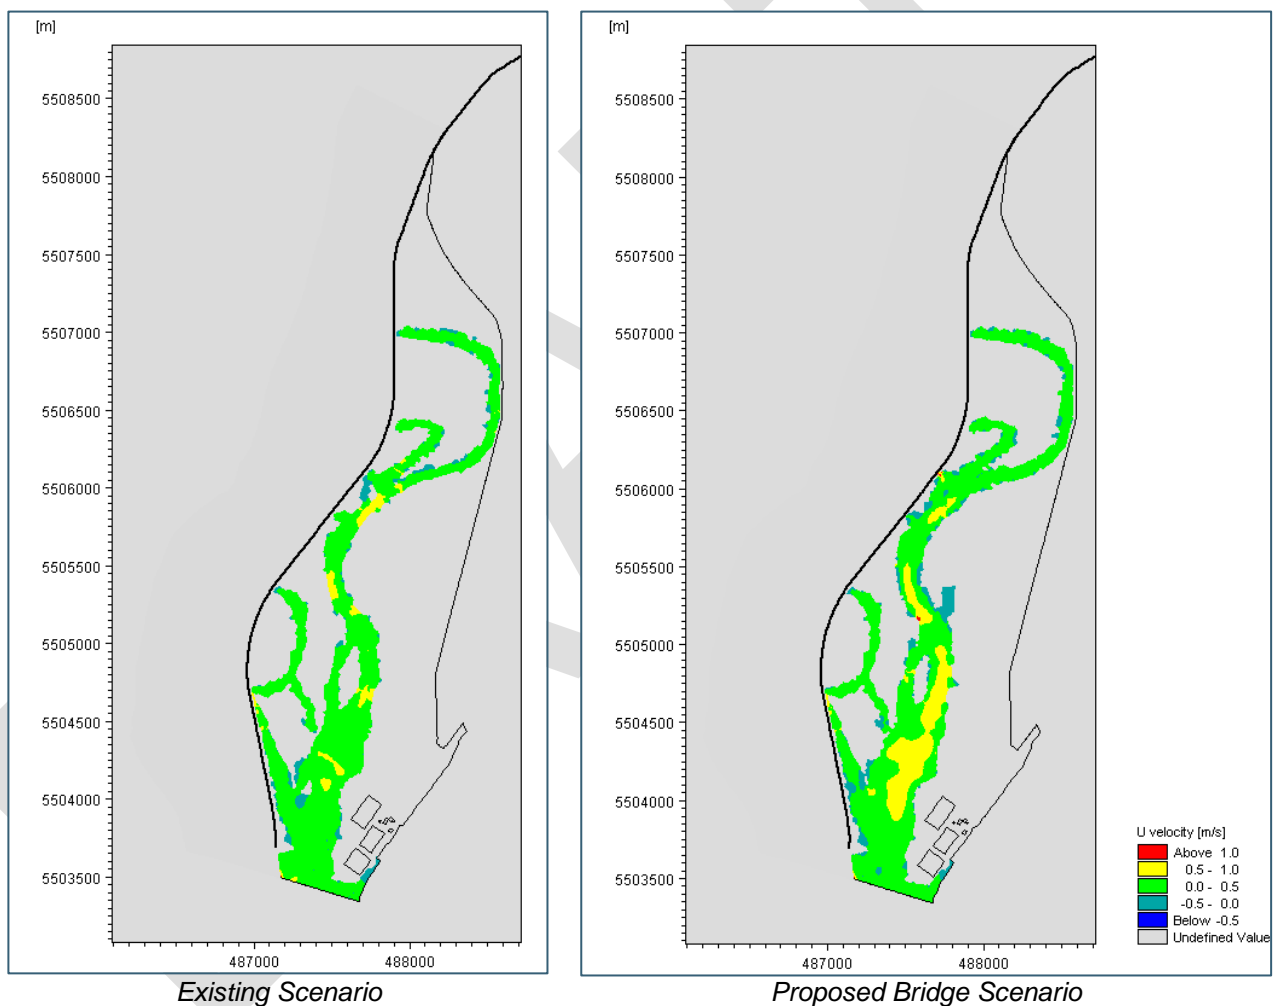 [m]
5508500
5508000
5507500
5507000
5506500
5506000
5505500
5505000
5504500
5504000
5503500
487000 488000
Existing Scenario
[m]
5508500
5508000
5507500
5507000
5506500
5506000
5505500
5505000
5504500
5504000
5503500
487000 488000
U velocity [m/s]
Above 1.0
0.5 - 1.0
0.0 - 0.5
-0.5 - 0.0
Below -0.5
Undefined Value
Proposed Bridge Scenario